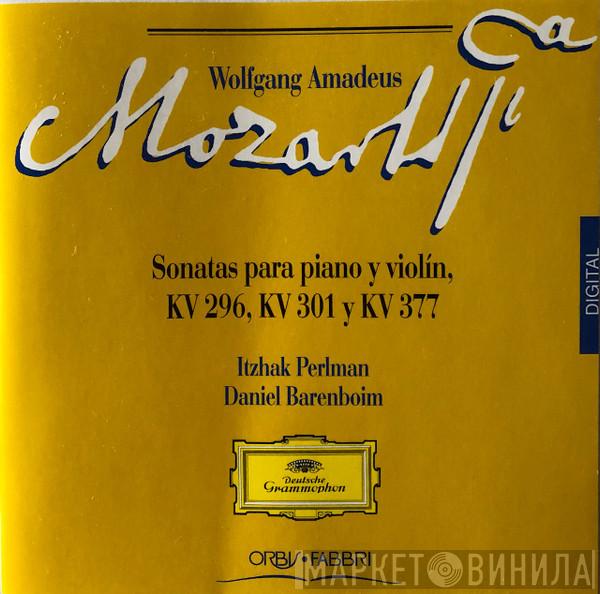 Wolfgang Amadeus
Mozart
Sonatas para piano y violín,
KV 296, KV 301 y KV 377
DIGITAL
Itzhak Perlman
Daniel Barenboim
Deutsche
Grammophon
ORBIS • FABBRI
МАРКЕТ ВИНИЛА